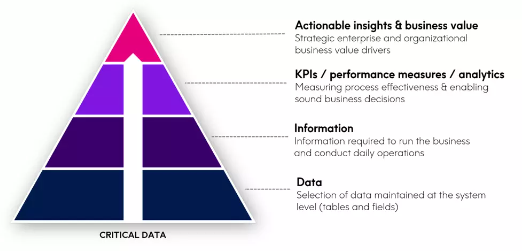 Actionable insights & business value
Strategic enterprise and organizational
business value drivers
KPIs / performance measures / analytics
Measuring process effectiveness & enabling
sound business decisions
Information
Information required to run the business
and conduct daily operations
Data
Selection of data maintained at the system
level (tables and fields)
CRITICAL DATA